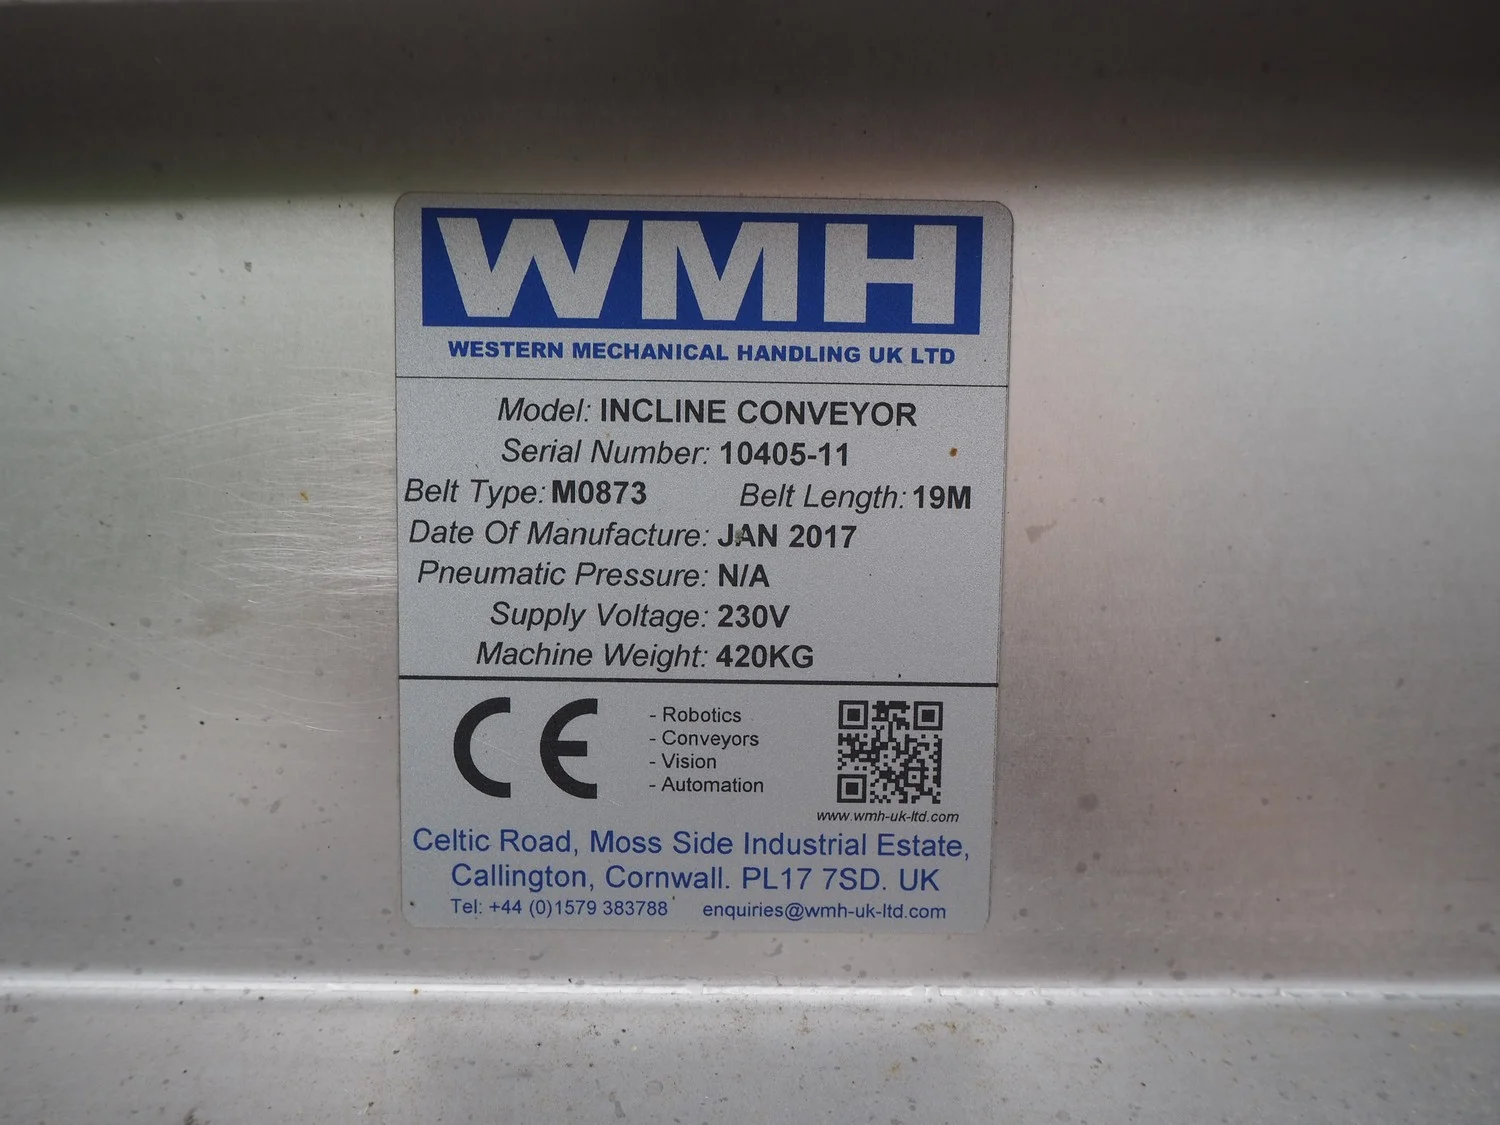 WMH
WESTERN MECHANICAL HANDLING UK LTD
Model: INCLINE CONVEYOR
Serial Number: 10405-11
Belt Type: M0873 Belt Length: 19M
Date Of Manufacture: JAN 2017
Pneumatic Pressure: N/A
Supply Voltage: 230V
Machine Weight: 420KG
CE
- Robotics
- Conveyors
- Vision
- Automation
www.wmh-uk-ltd.com
Celtic Road, Moss Side Industrial Estate,
Callington, Cornwall. PL17 7SD. UK
Tel: +44 (0)1579 383788 enquiries@wmh-uk-ltd.com